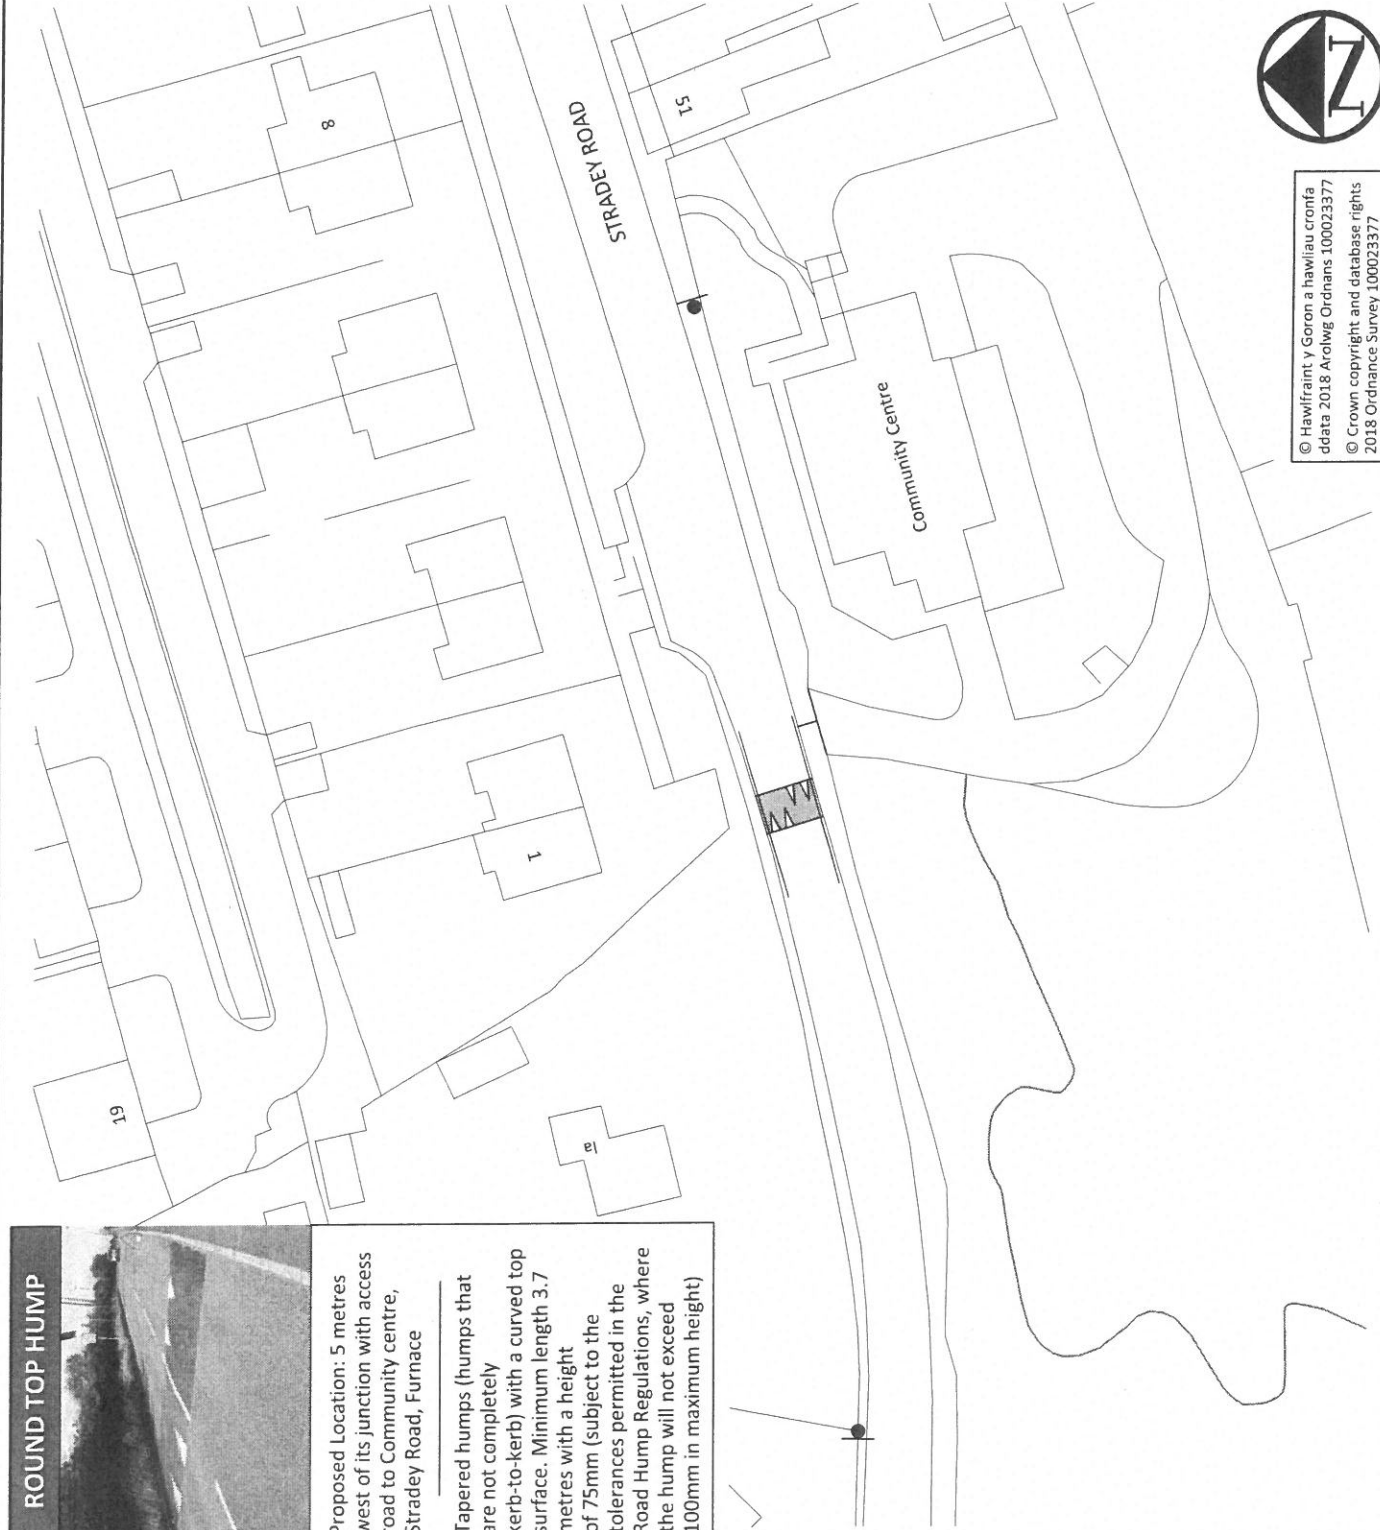 ROUND TOP HUMP
Proposed Location: 5 metres
west of its junction with access
road to Community centre,
Stradey Road, Furnace
Tapered humps (humps that
are not completely
kerb-to-kerb) with a curved top
surface. Minimum length 3.7
metres with a height
of 75mm (subject to the
tolerances permitted in the
Road Hump Regulations, where
the hump will not exceed
100mm in maximum height)
19
1a
1
8
STRADEY ROAD
51
Community Centre
© Hawlfraint y Goron a hawliau cronfa
ddata 2018 Arolwg Ordnans 100023377
© Crown copyright and database rights
2018 Ordnance Survey 100023377
N